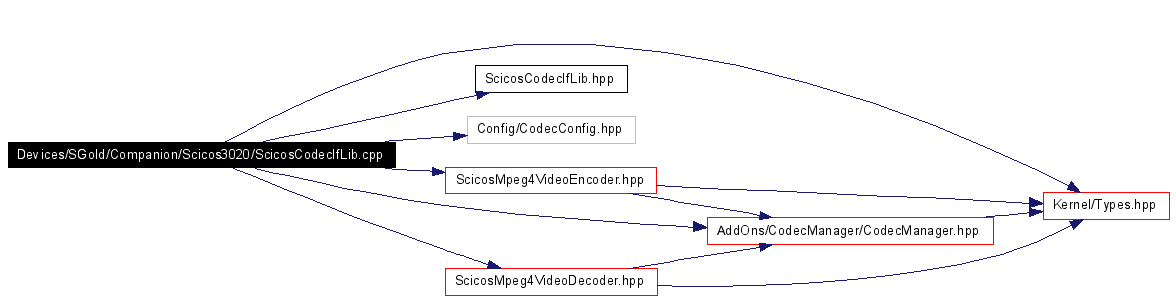 ScicosCodecIfLib.hpp
Config/CodecConfig.hpp
Devices/SGold/Companion/Scicos3020/ScicosCodecIfLib.cpp
ScicosMpeg4VideoEncoder.hpp
Kernel/Types.hpp
AddOns/CodecManager/CodecManager.hpp
ScicosMpeg4VideoDecoder.hpp